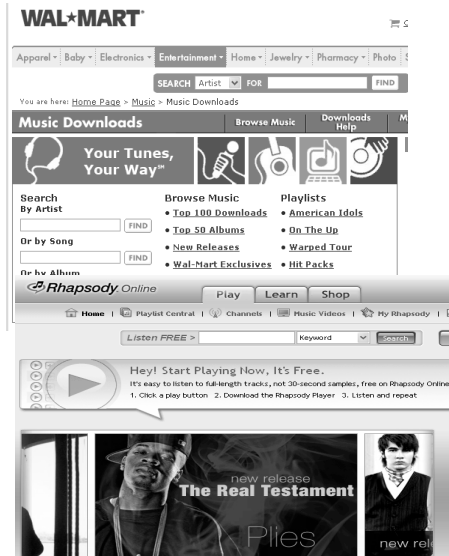 WAL★MART®
Apparel Baby Electronics Entertainment Home Jewelry Pharmacy Photo
SEARCH Artist FOR FIND
You are here: Home Page > Music > Music Downloads
Music Downloads Browse Music Downloads Help
Your Tunes,
Your Way℠
Search
By Artist
FIND
Or by Song
FIND
Or by Album
Browse Music
• Top 100 Downloads
• Top 50 Albums
• New Releases
• Wal-Mart Exclusives
Playlists
• American Idols
• On The Up
• Warped Tour
• Hit Packs
Rhapsody Online Play Learn Shop
Home | Playlist Central | Channels | Music Videos | My Rhapsody |
Listen FREE > Keyword Search
Hey! Start Playing Now, It's Free.
It's easy to listen to full-length tracks, not 30-second samples, free on Rhapsody Online
1. Click a play button 2. Download the Rhapsody Player 3. Listen and repeat
new release
The Real Testament
Plies
new rel